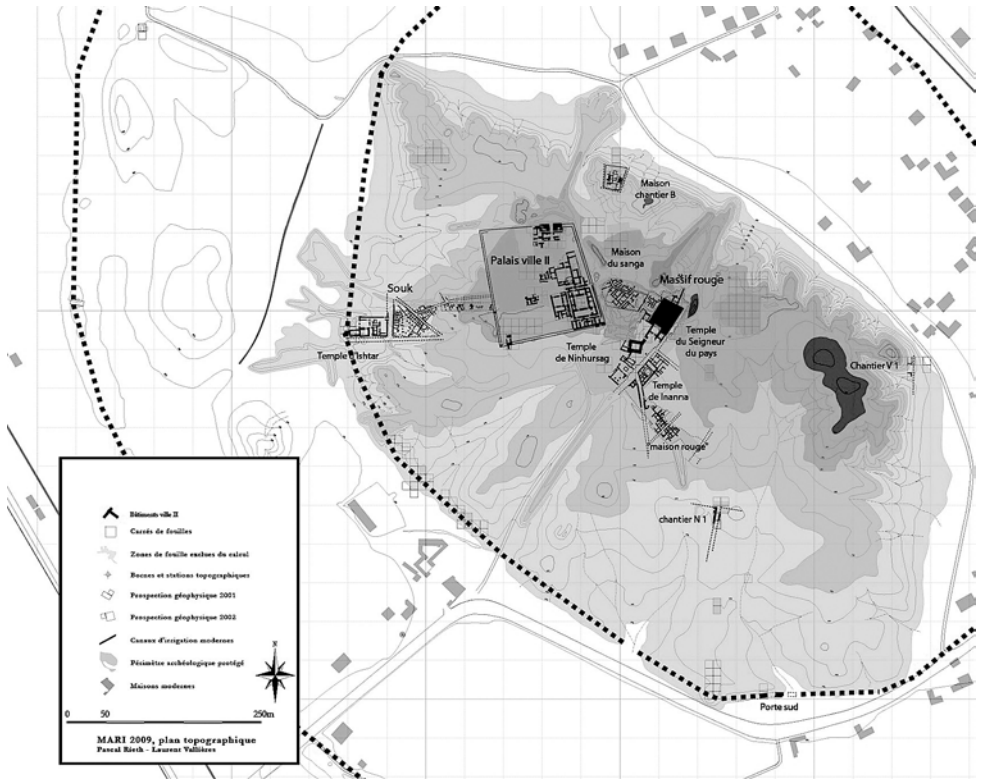 Maison
chantier B
Palais ville II
Maison
du sanga
Massif rouge
Souk
Temple d'Ishtar
Temple
de Ninhursag
Temple
du Seigneur
du pays
Chantier V 1
Temple
de Inanna
"maison rouge"
chantier N 1
Porte sud
Bâtiments ville II
Carrés de fouilles
Zones de fouille exclues du calcul
Bornes et stations topographiques
Prospection géophysique 2001
Prospection géophysique 2002
Canaux d'irrigation modernes
Périmètre archéologique protégé
Maisons modernes
N
0 50 250m
MARI 2009, plan topographique
Pascal Rieth - Laurent Vallières